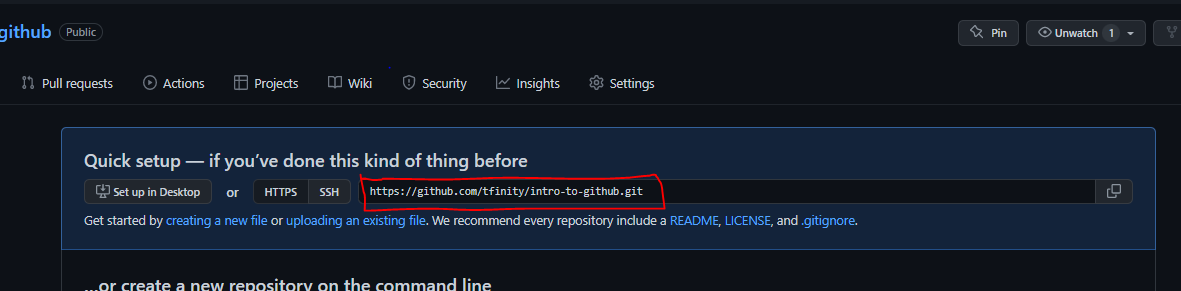 github Public
Pin
Unwatch 1
Pull requests
Actions
Projects
Wiki
Security
Insights
Settings
Quick setup — if you've done this kind of thing before
Set up in Desktop or HTTPS SSH https://github.com/tfinity/intro-to-github.git
Get started by creating a new file or uploading an existing file. We recommend every repository include a README, LICENSE, and .gitignore.
...or create a new repository on the command line